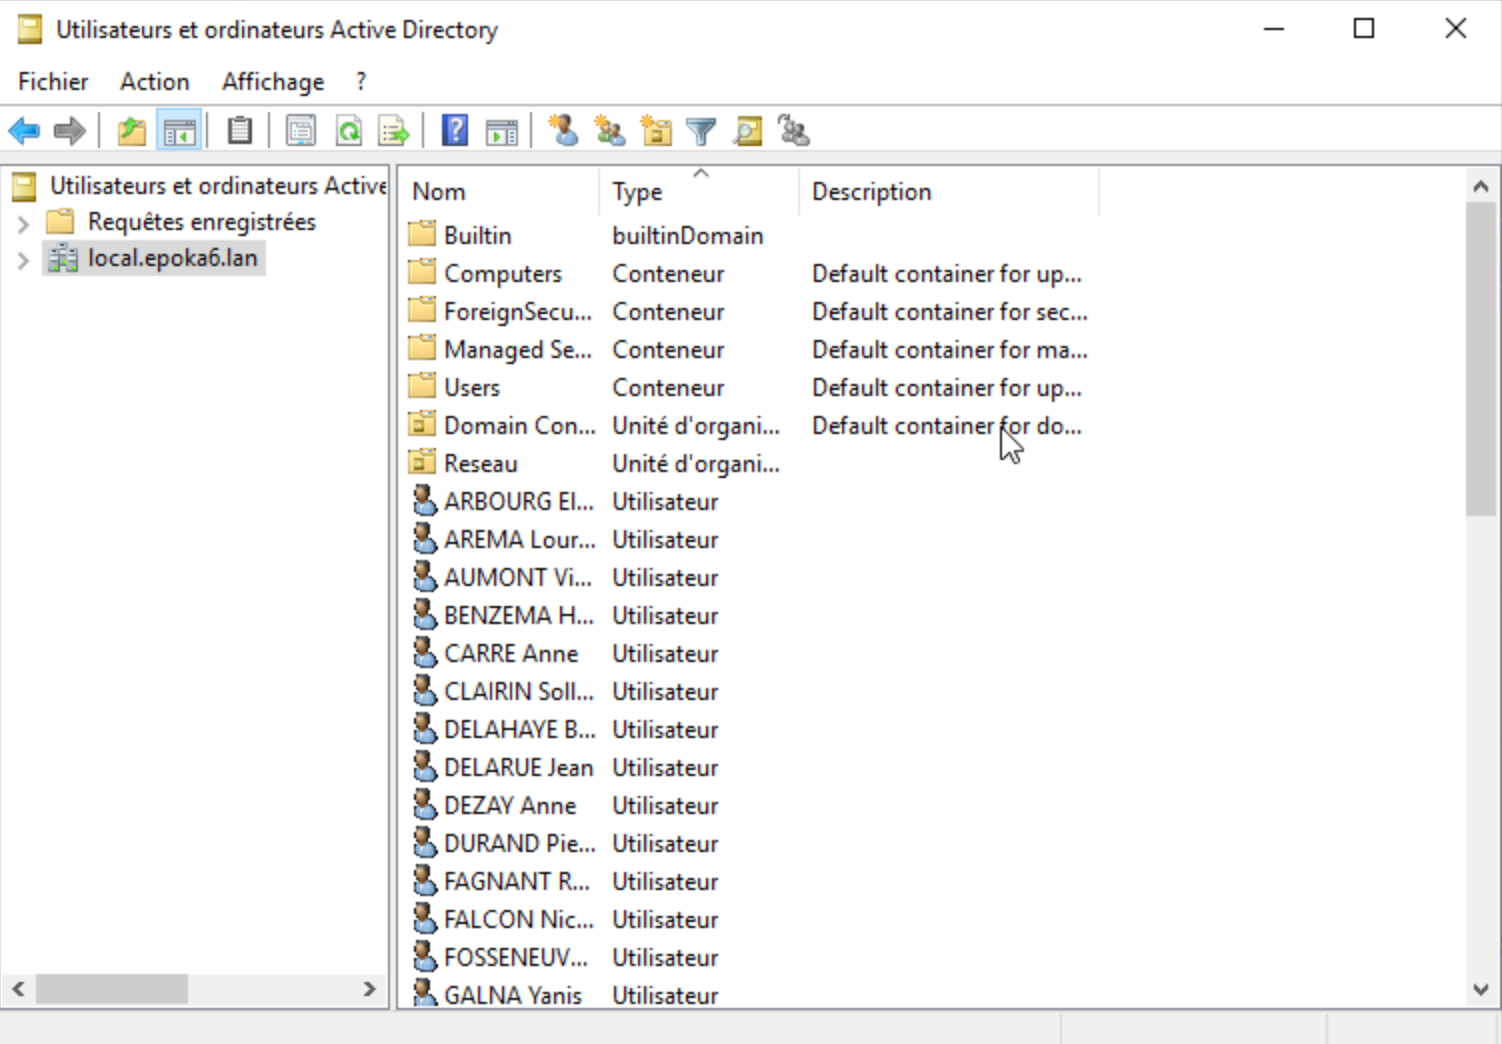 Utilisateurs et ordinateurs Active Directory
Fichier Action Affichage ?
Utilisateurs et ordinateurs Active
Requêtes enregistrées
local.epoka6.lan
Nom Type Description
Builtin builtinDomain
Computers Conteneur Default container for up...
ForeignSecu... Conteneur Default container for sec...
Managed Se... Conteneur Default container for ma...
Users Conteneur Default container for up...
Domain Con... Unité d'organi... Default container for do...
Reseau Unité d'organi...
ARBOURG El... Utilisateur
AREMA Lour... Utilisateur
AUMONT Vi... Utilisateur
BENZEMA H... Utilisateur
CARRE Anne Utilisateur
CLAIRIN Soll... Utilisateur
DELAHAYE B... Utilisateur
DELARUE Jean Utilisateur
DEZAY Anne Utilisateur
DURAND Pie... Utilisateur
FAGNANT R... Utilisateur
FALCON Nic... Utilisateur
FOSSENEUV... Utilisateur
GALNA Yanis Utilisateur